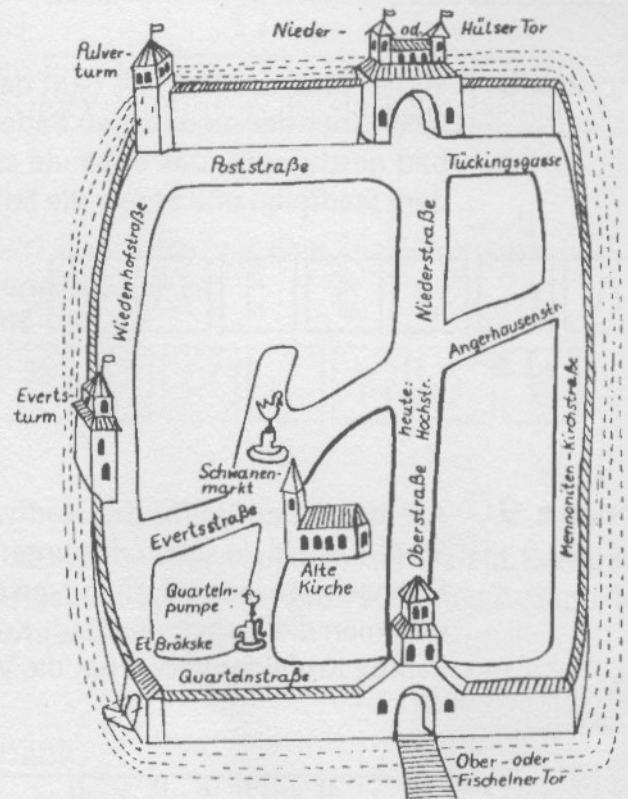 Nieder- od. Hülser Tor
Pulver-
turm
Poststraße
Tückingsgasse
Wiedenhofstraße
Niederstraße
Angerhausenstr.
Everts-
turm
heute:
Hochstr.
Oberstraße
Mennoniten-Kirchstraße
Schwanen-
markt
Evertsstraße
Alte
Kirche
Quarteln-
pumpe
Et Brökske
Quartelnstraße
Ober- oder
Fischelner Tor